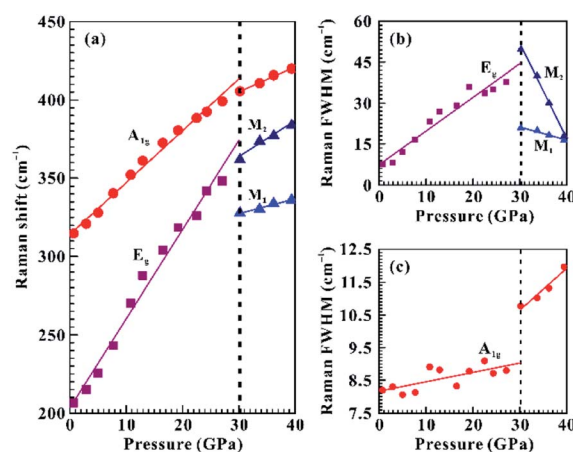 (a)
Raman shift (cm⁻¹)
450
400
350
300
250
200
A1g
M2
M1
Eg
0 10 20 30 40
Pressure (GPa)
(b)
Raman FWHM (cm⁻¹)
60
45
30
15
0
Eg
M2
M1
0 10 20 30 40
Pressure (GPa)
(c)
Raman FWHM (cm⁻¹)
12.5
11.5
10.5
9.5
8.5
7.5
A1g
0 10 20 30 40
Pressure (GPa)